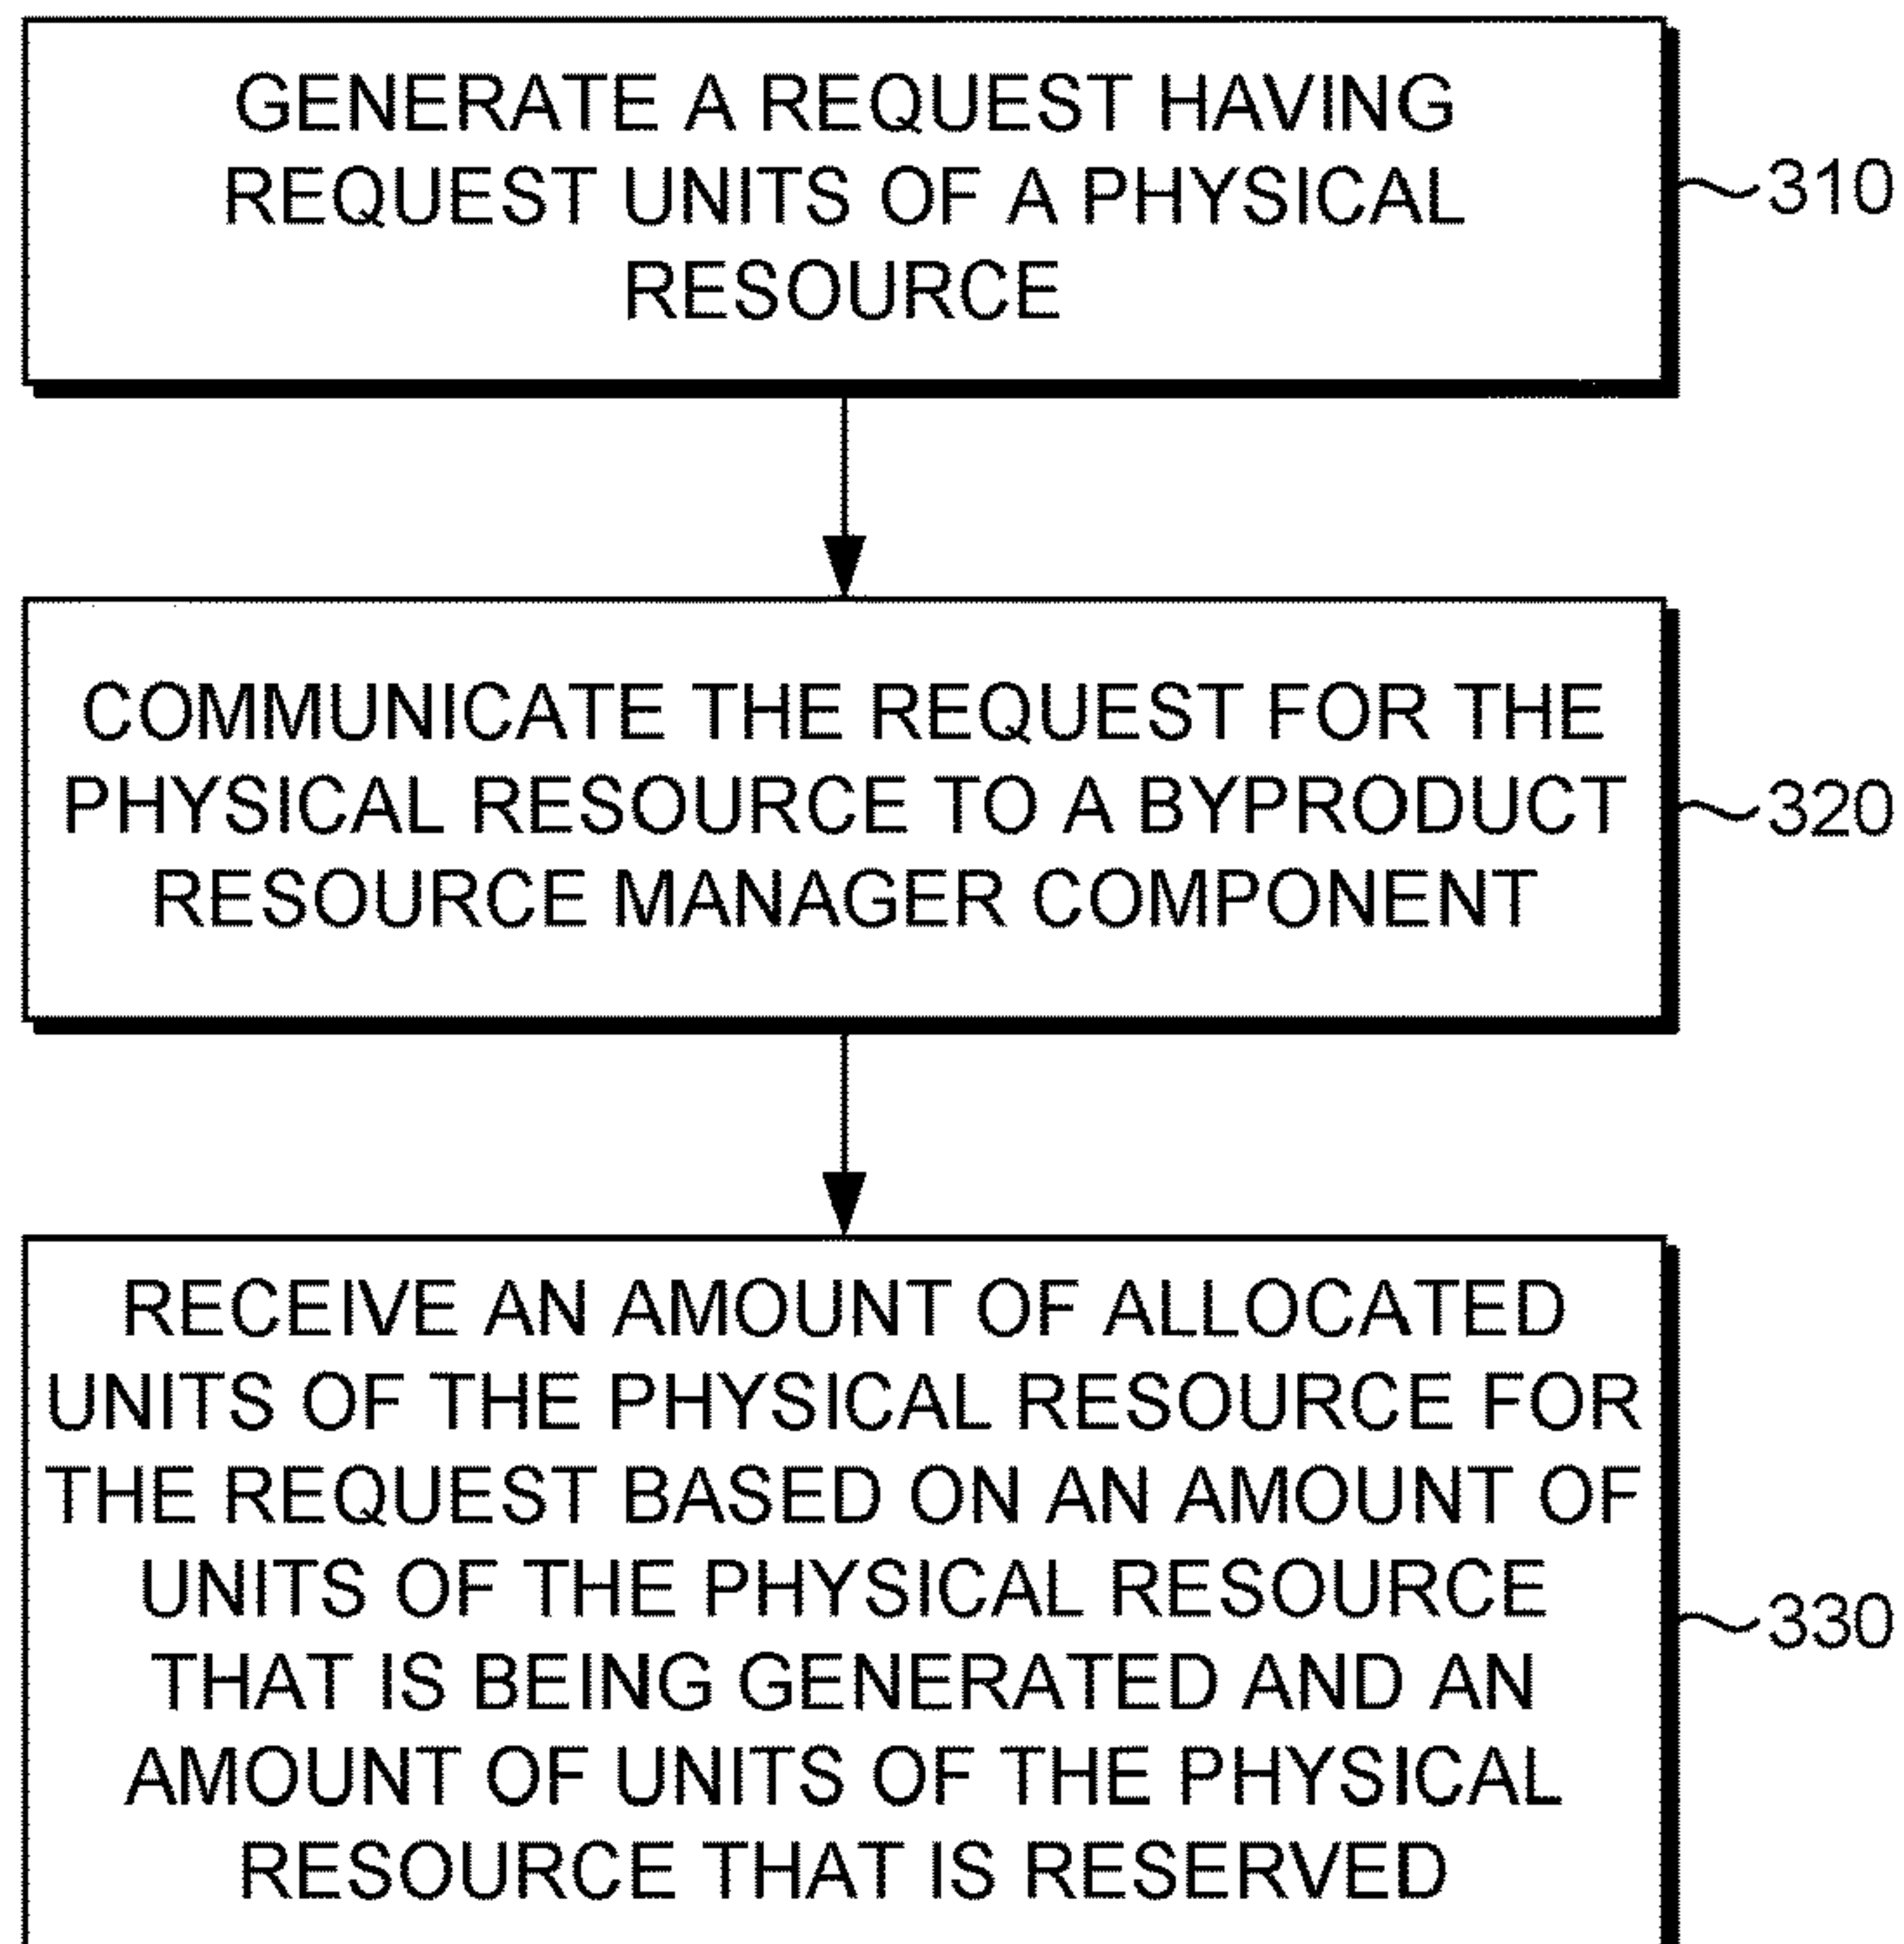 GENERATE A REQUEST HAVING
REQUEST UNITS OF A PHYSICAL
RESOURCE
310
COMMUNICATE THE REQUEST FOR THE
PHYSICAL RESOURCE TO A BYPRODUCT
RESOURCE MANAGER COMPONENT
320
RECEIVE AN AMOUNT OF ALLOCATED
UNITS OF THE PHYSICAL RESOURCE FOR
THE REQUEST BASED ON AN AMOUNT OF
UNITS OF THE PHYSICAL RESOURCE
THAT IS BEING GENERATED AND AN
AMOUNT OF UNITS OF THE PHYSICAL
RESOURCE THAT IS RESERVED
330